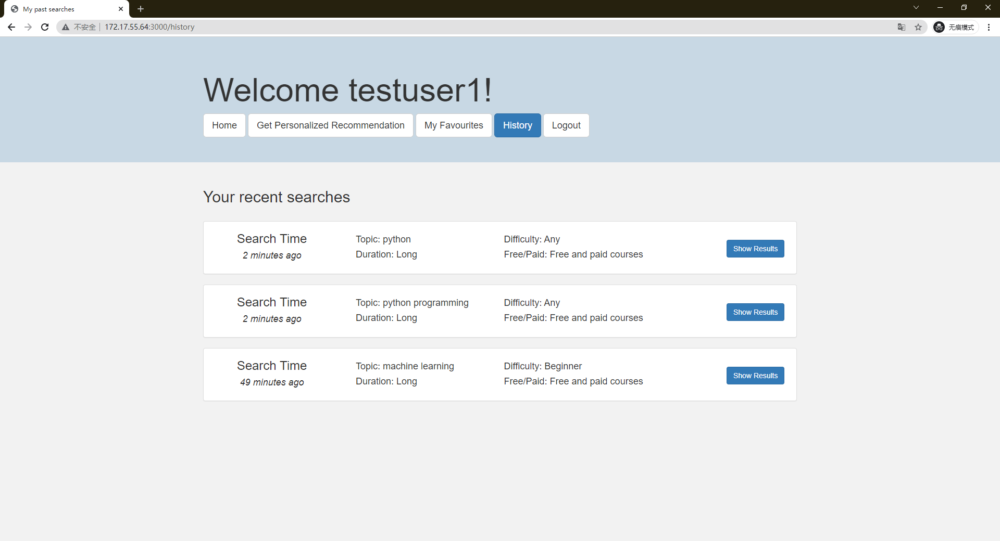 My past searches
不安全 172.17.55.64:3000/history 无痕模式
Welcome testuser1!
Home Get Personalized Recommendation My Favourites History Logout
Your recent searches
Search Time
2 minutes ago
Topic: python
Duration: Long
Difficulty: Any
Free/Paid: Free and paid courses
Show Results
Search Time
2 minutes ago
Topic: python programming
Duration: Long
Difficulty: Any
Free/Paid: Free and paid courses
Show Results
Search Time
49 minutes ago
Topic: machine learning
Duration: Long
Difficulty: Beginner
Free/Paid: Free and paid courses
Show Results